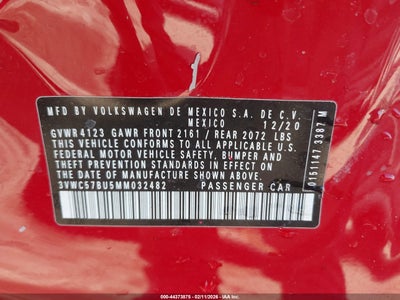 MFD BY VOLKSWAGEN DE MEXICO S.A. DE C.V.
MEXICO 12/20
GVWR 4123 GAWR FRONT 2161 / REAR 2072 LBS
THIS VEHICLE CONFORMS TO ALL APPLICABLE U.S.
FEDERAL MOTOR VEHICLE SAFETY, BUMPER AND
THEFT PREVENTION STANDARDS IN EFFECT ON
THE DATE OF MANUFACTURE SHOWN ABOVE.
3VWC57BU5MM032482 PASSENGER CAR
0151147 3387 M
000-44373875 - 02/11/2026 - IAA Inc.